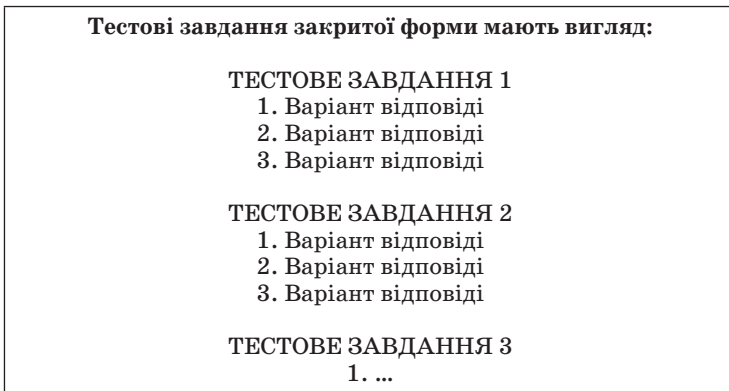 Тестові завдання закритої форми мають вигляд:
ТЕСТОВЕ ЗАВДАННЯ 1
1. Варіант відповіді
2. Варіант відповіді
3. Варіант відповіді
ТЕСТОВЕ ЗАВДАННЯ 2
1. Варіант відповіді
2. Варіант відповіді
3. Варіант відповіді
ТЕСТОВЕ ЗАВДАННЯ 3
1. ...